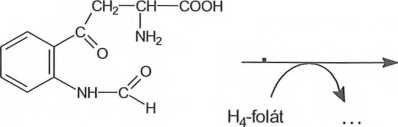 CH₂-CH-COOH
C
O
NH₂
O
NH-C
H
H₄-folát
...